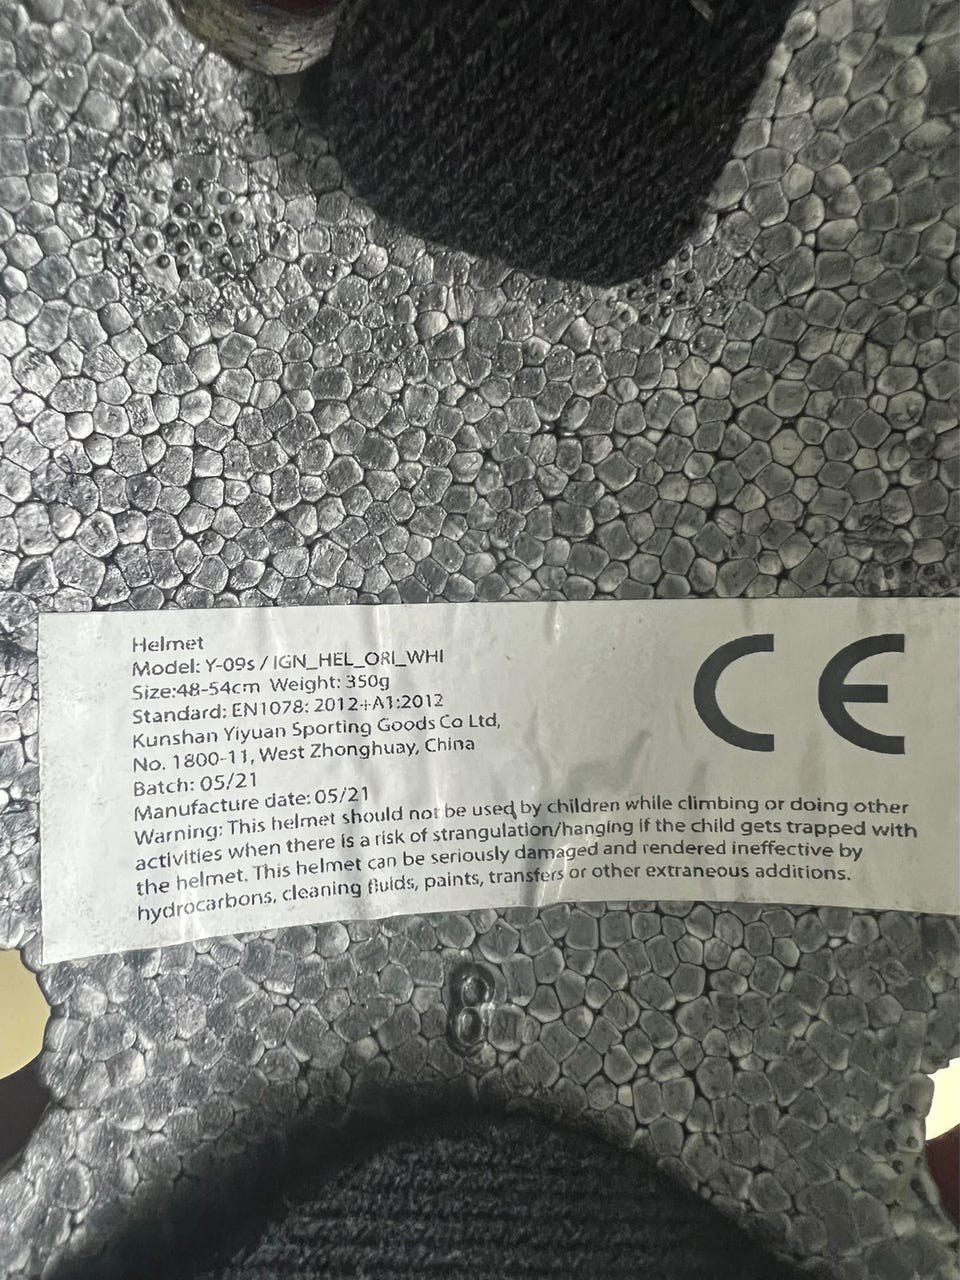 Helmet
Model: Y-09s / IGN_HEL_ORI_WHI
Size:48-54cm Weight: 350g
Standard: EN1078: 2012+A1:2012
Kunshan Yiyuan Sporting Goods Co Ltd,
No. 1800-11, West Zhonghuay, China
Batch: 05/21
Manufacture date: 05/21
Warning: This helmet should not be used by children while climbing or doing other
activities when there is a risk of strangulation/hanging if the child gets trapped with
the helmet. This helmet can be seriously damaged and rendered ineffective by
hydrocarbons, cleaning fluids, paints, transfers or other extraneous additions.
CE